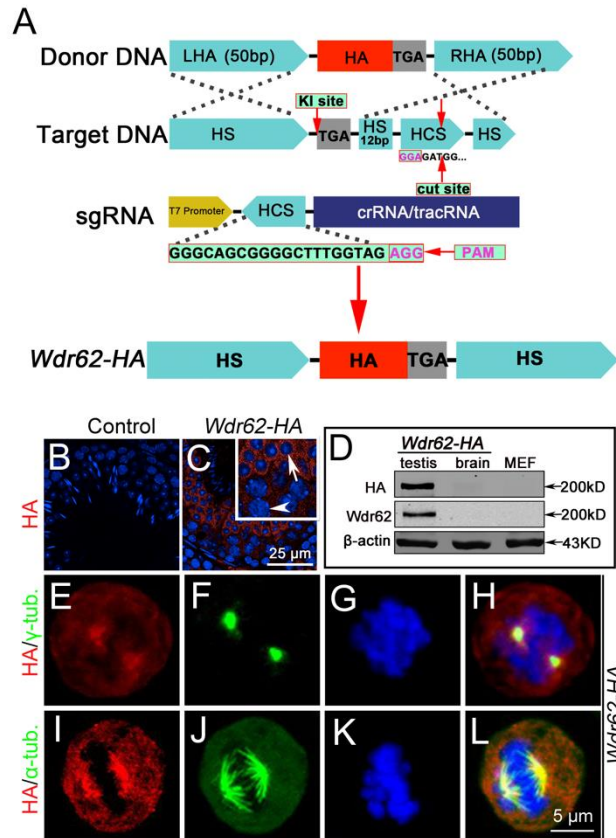 A
Donor DNA LHA (50bp) HA TGA RHA (50bp)
KI site
Target DNA HS TGA HS 12bp HCS HS
GGAGATGG...
cut site
sgRNA T7 Promoter HCS crRNA/tracRNA
GGGCAGCGGGGCTTTGGTAG AGG PAM
Wdr62-HA HS HA TGA HS
Control Wdr62-HA
HA B C 25 µm
D Wdr62-HA
testis brain MEF
HA 200kD
Wdr62 200kD
β-actin 43KD
HA/γ-tub. E F G H
Wdr62-HA
HA/α-tub. I J K L
5 µm